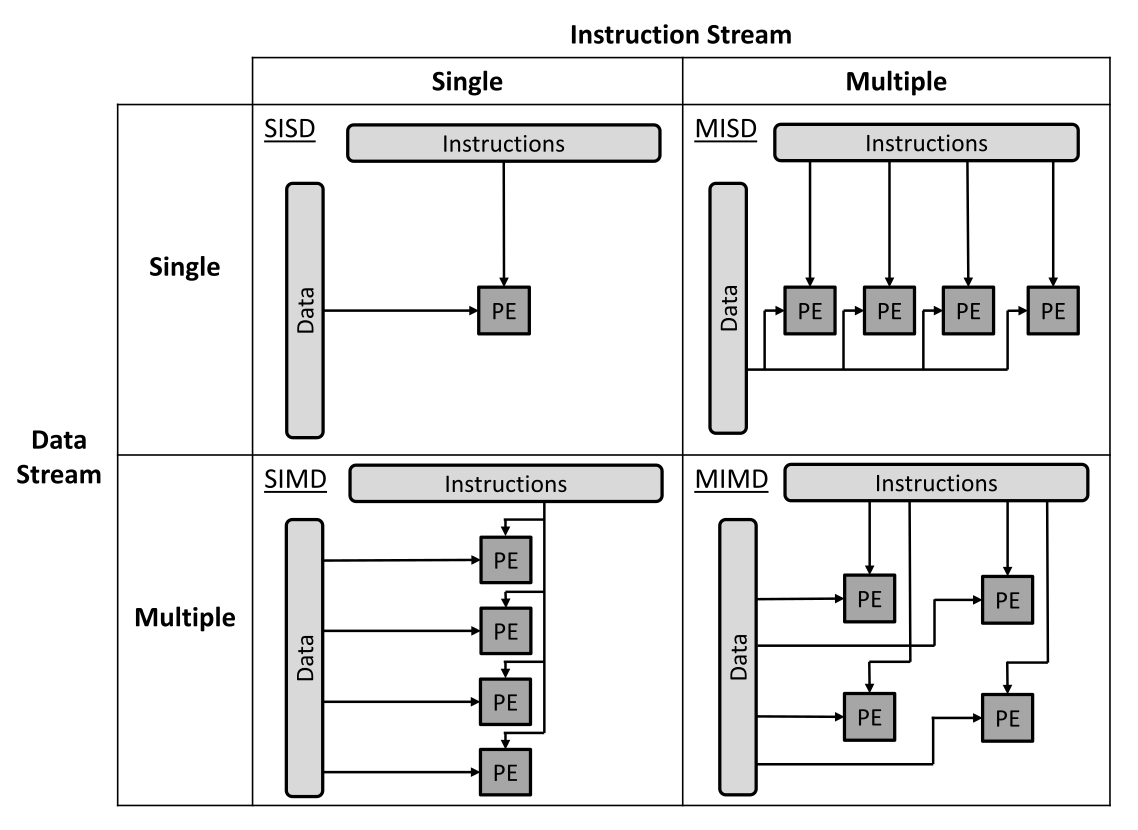 Instruction Stream
Single
Multiple
SISD
Instructions
Data
PE
MISD
Instructions
Data
PE
PE
PE
PE
Single
Data
Stream
SIMD
Instructions
Data
PE
PE
PE
PE
MIMD
Instructions
Data
PE
PE
PE
PE
Multiple